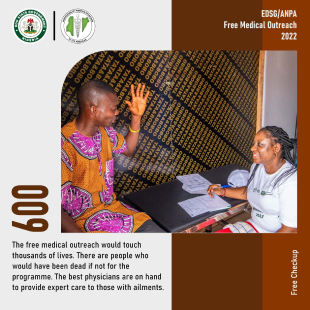 EDSG/ANPA
Free Medical Outreach
2022
009
The free medical outreach would touch
thousands of lives. There are people who
would have been dead if not for the
programme. The best physicians are on hand
to provide expert care to those with ailments.
Free Checkup